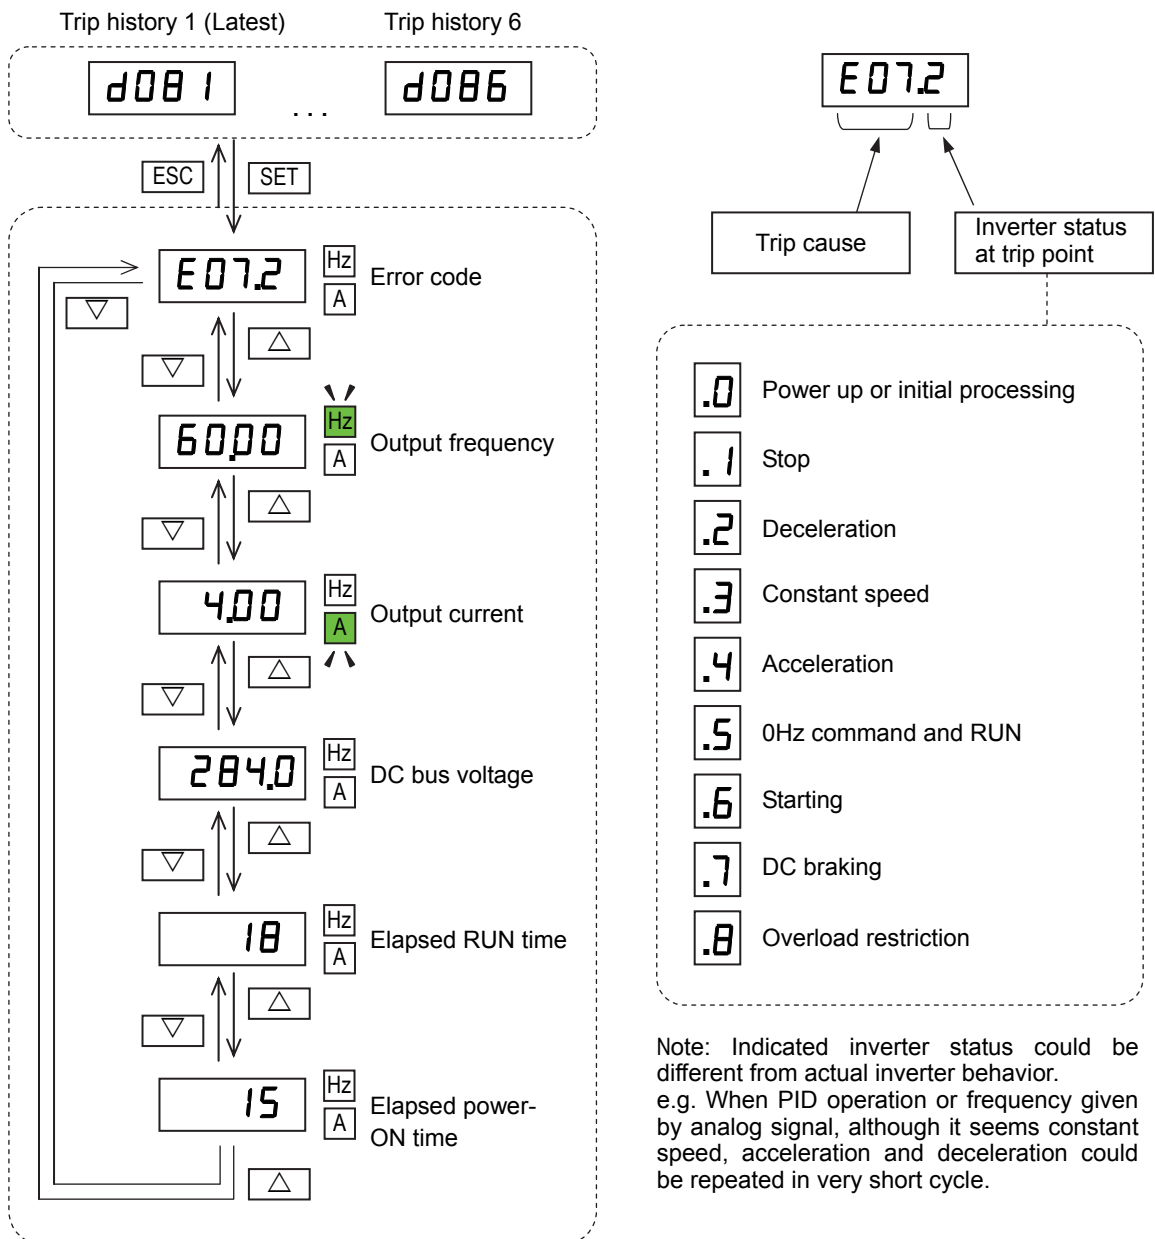 Trip history 1 (Latest)
Trip history 6
d081
. . .
d086
ESC
SET
E07.2
Hz
A
Error code
60.00
Hz
A
Output frequency
4.00
Hz
A
Output current
284.0
Hz
A
DC bus voltage
18
Hz
A
Elapsed RUN time
15
Hz
A
Elapsed power-
ON time
E07.2
Trip cause
Inverter status
at trip point
.0 Power up or initial processing
.1 Stop
.2 Deceleration
.3 Constant speed
.4 Acceleration
.5 0Hz command and RUN
.6 Starting
.7 DC braking
.8 Overload restriction
Note: Indicated inverter status could be
different from actual inverter behavior.
e.g. When PID operation or frequency given
by analog signal, although it seems constant
speed, acceleration and deceleration could
be repeated in very short cycle.